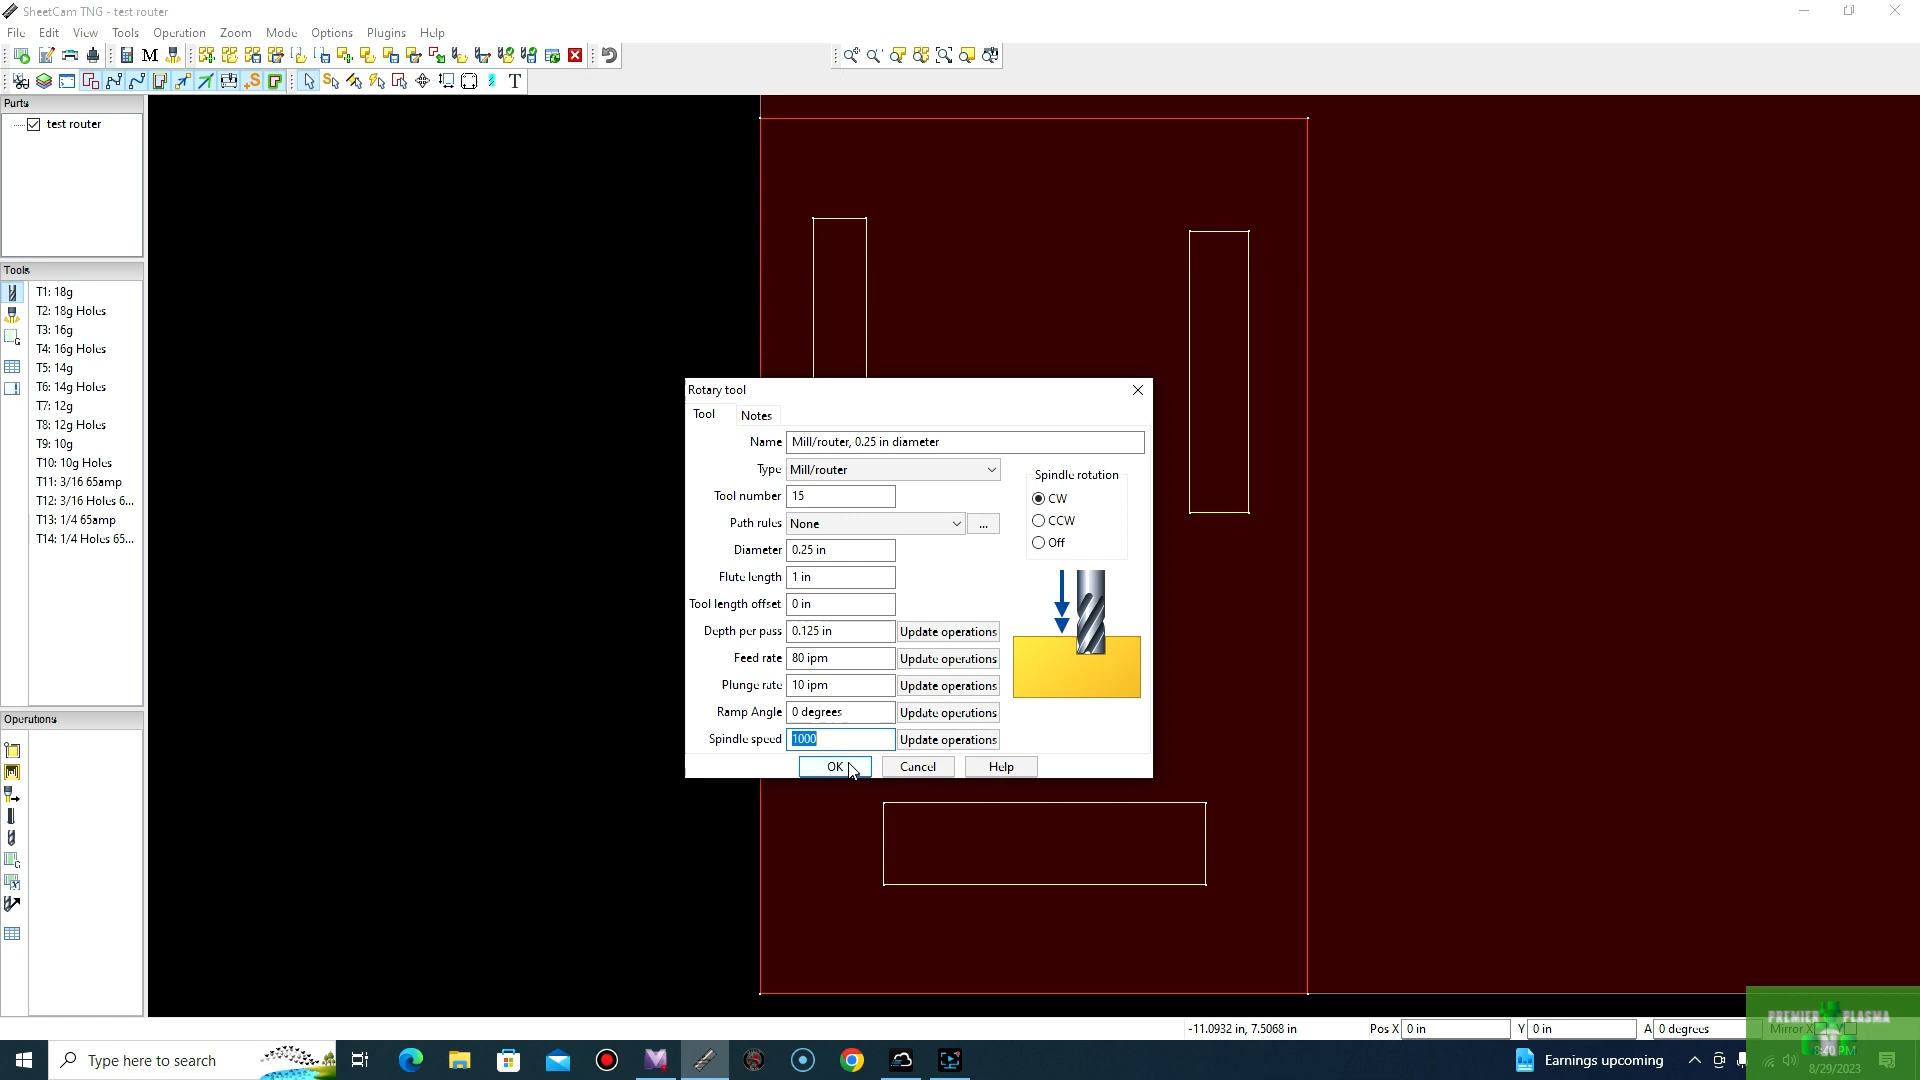 SheetCam TNG - test router
File Edit View Tools Operation Zoom Mode Options Plugins Help
Parts
test router
Tools
T1: 18g
T2: 18g Holes
T3: 16g
T4: 16g Holes
T5: 14g
T6: 14g Holes
T7: 12g
T8: 12g Holes
T9: 10g
T10: 10g Holes
T11: 3/16 65amp
T12: 3/16 Holes 6...
T13: 1/4 65amp
T14: 1/4 Holes 65...
Operations
Rotary tool
Tool Notes
Name Mill/router, 0.25 in diameter
Type Mill/router
Tool number 15
Path rules None ...
Diameter 0.25 in
Flute length 1 in
Tool length offset 0 in
Depth per pass 0.125 in Update operations
Feed rate 80 ipm Update operations
Plunge rate 10 ipm Update operations
Ramp Angle 0 degrees Update operations
Spindle speed 1000 Update operations
Spindle rotation
CW
CCW
Off
OK Cancel Help
-11.0932 in, 7.5068 in Pos X 0 in Y 0 in A 0 degrees Mirror X Y
PREMIER PLASMA
Type here to search
Earnings upcoming
8:40 PM
8/29/2023